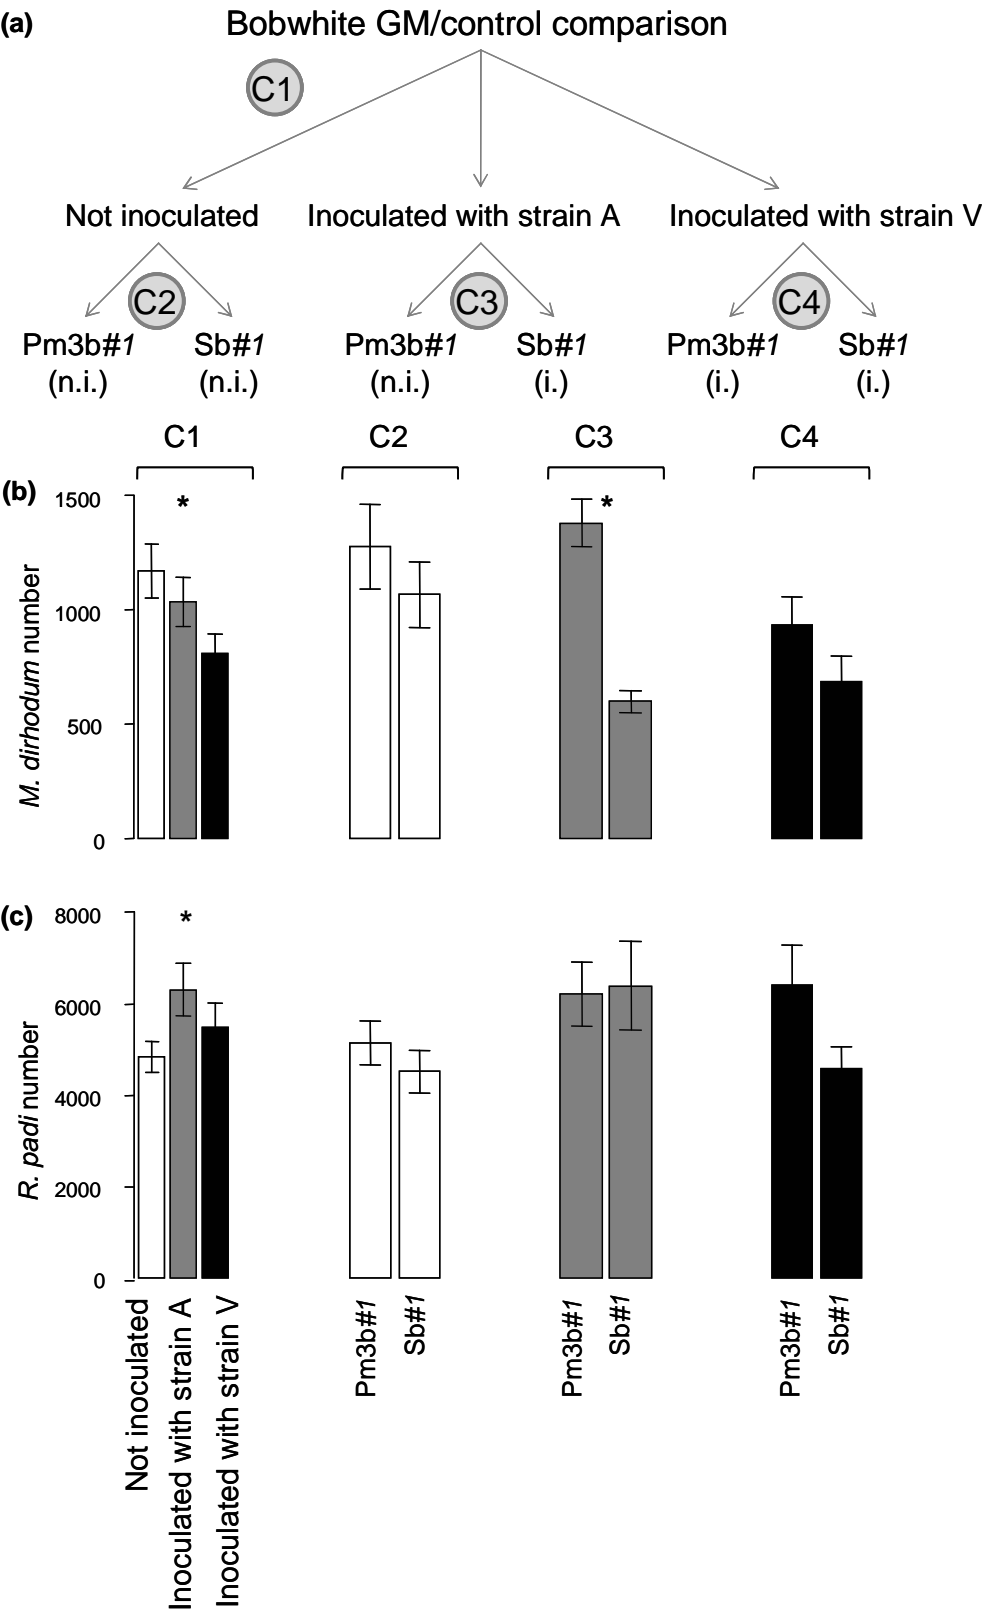 (a)
Bobwhite GM/control comparison
C1
Not inoculated
Inoculated with strain A
Inoculated with strain V
C2
C3
C4
Pm3b#1
Sb#1
Pm3b#1
Sb#1
Pm3b#1
Sb#1
(n.i.)
(n.i.)
(n.i.)
(i.)
(i.)
(i.)
C1
C2
C3
C4
(b)
M. dirhodum number
1500
1000
500
0
*
*
(c)
R. padi number
8000
6000
4000
2000
0
*
Not inoculated
Inoculated with strain A
Inoculated with strain V
Pm3b#1
Sb#1
Pm3b#1
Sb#1
Pm3b#1
Sb#1